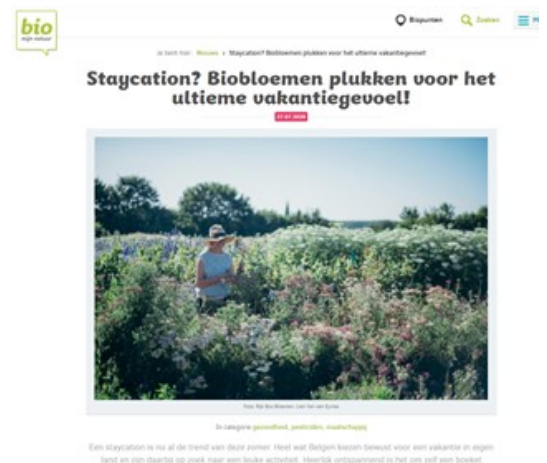 bio
mijn natuur
Biopunten
Zoeken
Je bent hier: Nieuws › Staycation? Biobloemen plukken voor het ultieme vakantiegevoel!
Staycation? Biobloemen plukken voor het
ultieme vakantiegevoel!
In categorie gezondheid, pesticiden, maatschappij
Een staycation is nu al de trend van deze zomer. Heel wat Belgen kiezen bewust voor een vakantie in eigen
land en zijn daarbij op zoek naar een leuke activiteit. Heerlijk ontspannend is het om zelf een boeket